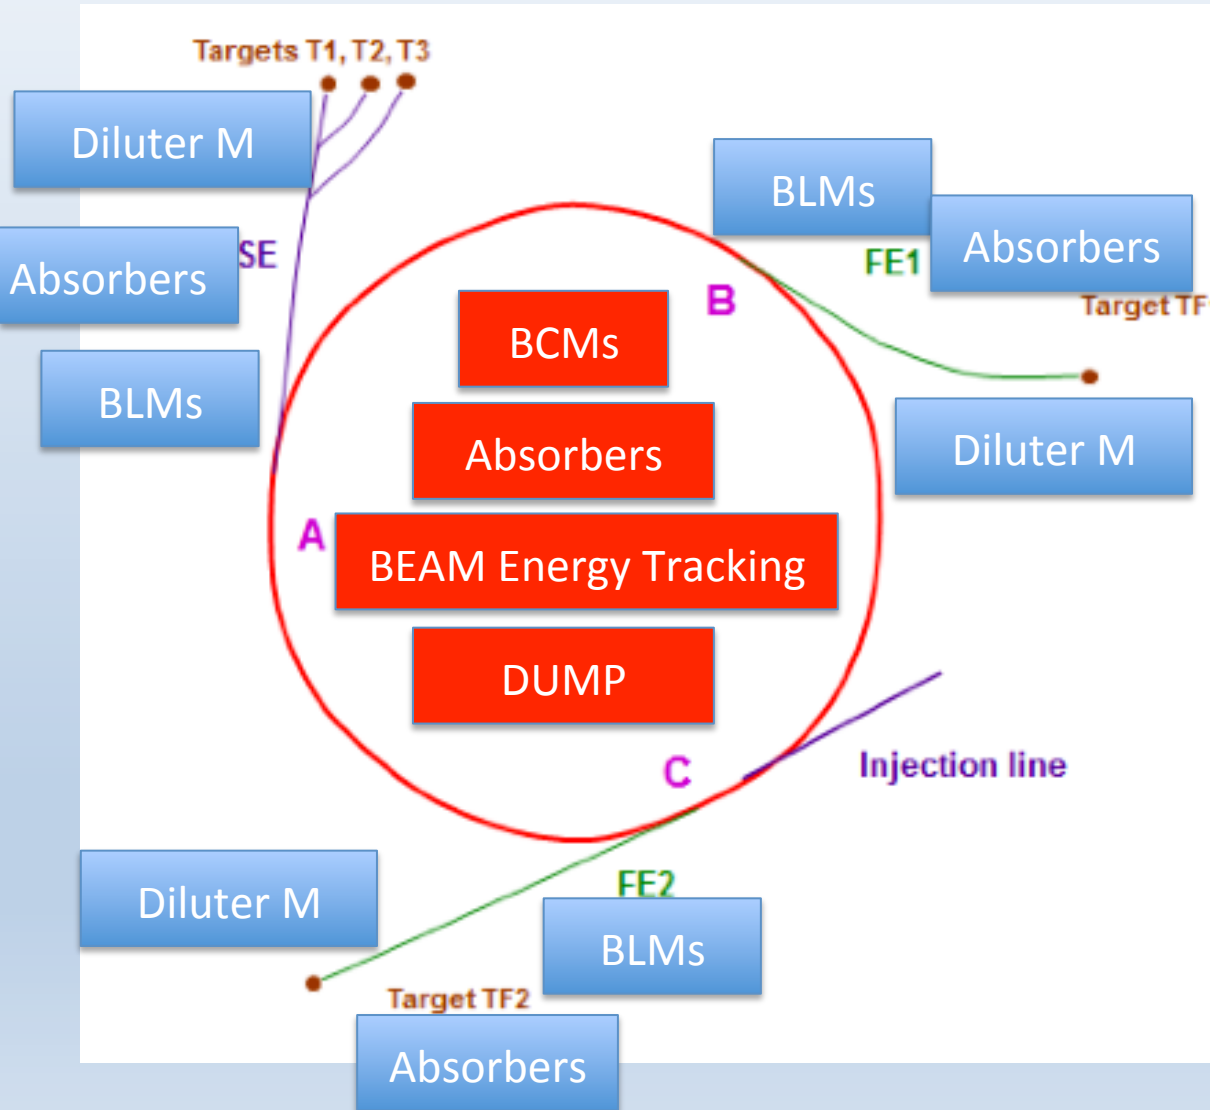 Targets T1, T2, T3
Diluter M
BLMs
Absorbers
SE
FE1
Absorbers
Target TF
B
BCMs
BLMs
Absorbers
Diluter M
A
BEAM Energy Tracking
DUMP
C
Injection line
Diluter M
FE2
BLMs
Target TF2
Absorbers